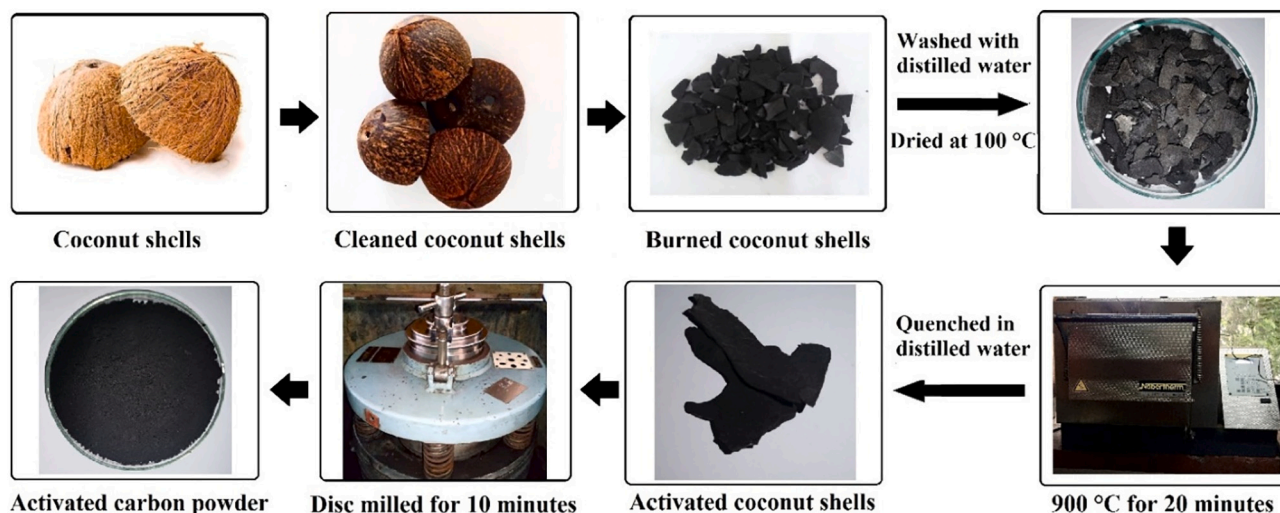 Washed with
distilled water
Dried at 100 °C
Coconut shells
Cleaned coconut shells
Burned coconut shells
Quenched in
distilled water
Nabertherm
Activated carbon powder
Disc milled for 10 minutes
Activated coconut shells
900 °C for 20 minutes